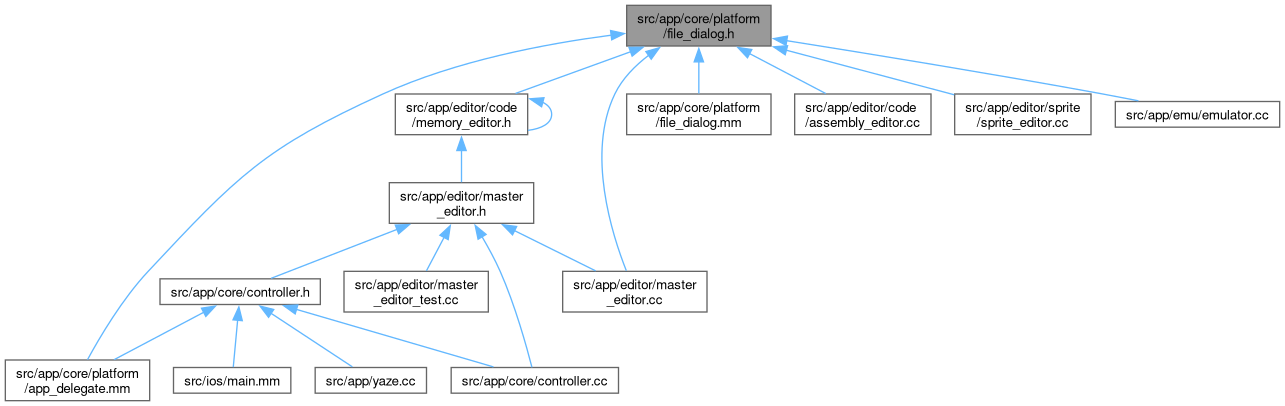 src/app/core/platform
/file_dialog.h
src/app/editor/code
/memory_editor.h
src/app/core/platform
/file_dialog.mm
src/app/editor/code
/assembly_editor.cc
src/app/editor/sprite
/sprite_editor.cc
src/app/emu/emulator.cc
src/app/editor/master
_editor.h
src/app/core/controller.h
src/app/editor/master
_editor_test.cc
src/app/editor/master
_editor.cc
src/app/core/platform
/app_delegate.mm
src/ios/main.mm
src/app/yaze.cc
src/app/core/controller.cc